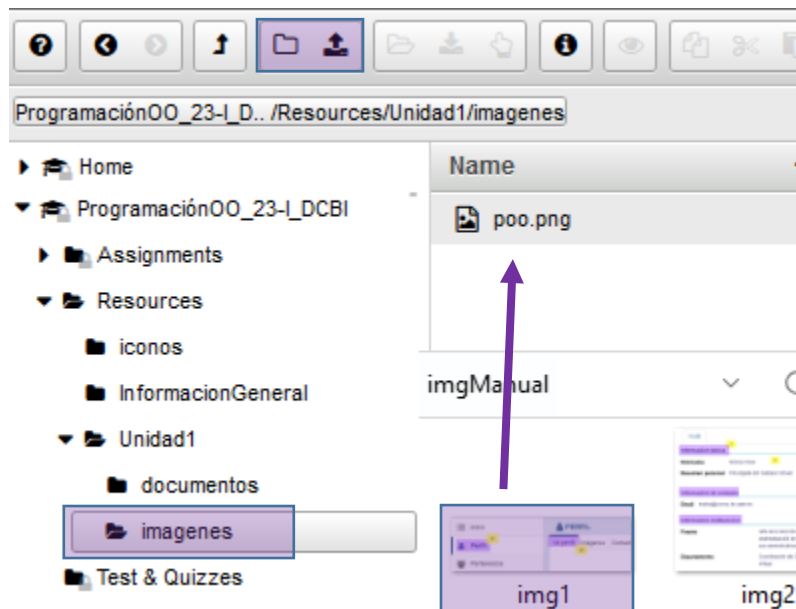 ProgramaciónOO_23-I_D.. /Resources/Unidad1/imagenes
Home
ProgramaciónOO_23-I_DCBI
Assignments
Resources
iconos
InformacionGeneral
Unidad1
documentos
imagenes
Test & Quizzes
Name
poo.png
imgManual
img1
img2